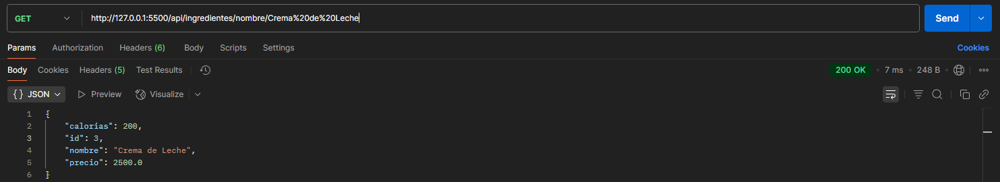 GET http://127.0.0.1:5500/api/ingredientes/nombre/Crema%20de%20Leche Send
Params Authorization Headers (6) Body Scripts Settings Cookies
Body Cookies Headers (5) Test Results 200 OK • 7 ms • 248 B •
{} JSON Preview Visualize
1 {
2 "calorias": 200,
3 "id": 3,
4 "nombre": "Crema de Leche",
5 "precio": 2500.0
6 }